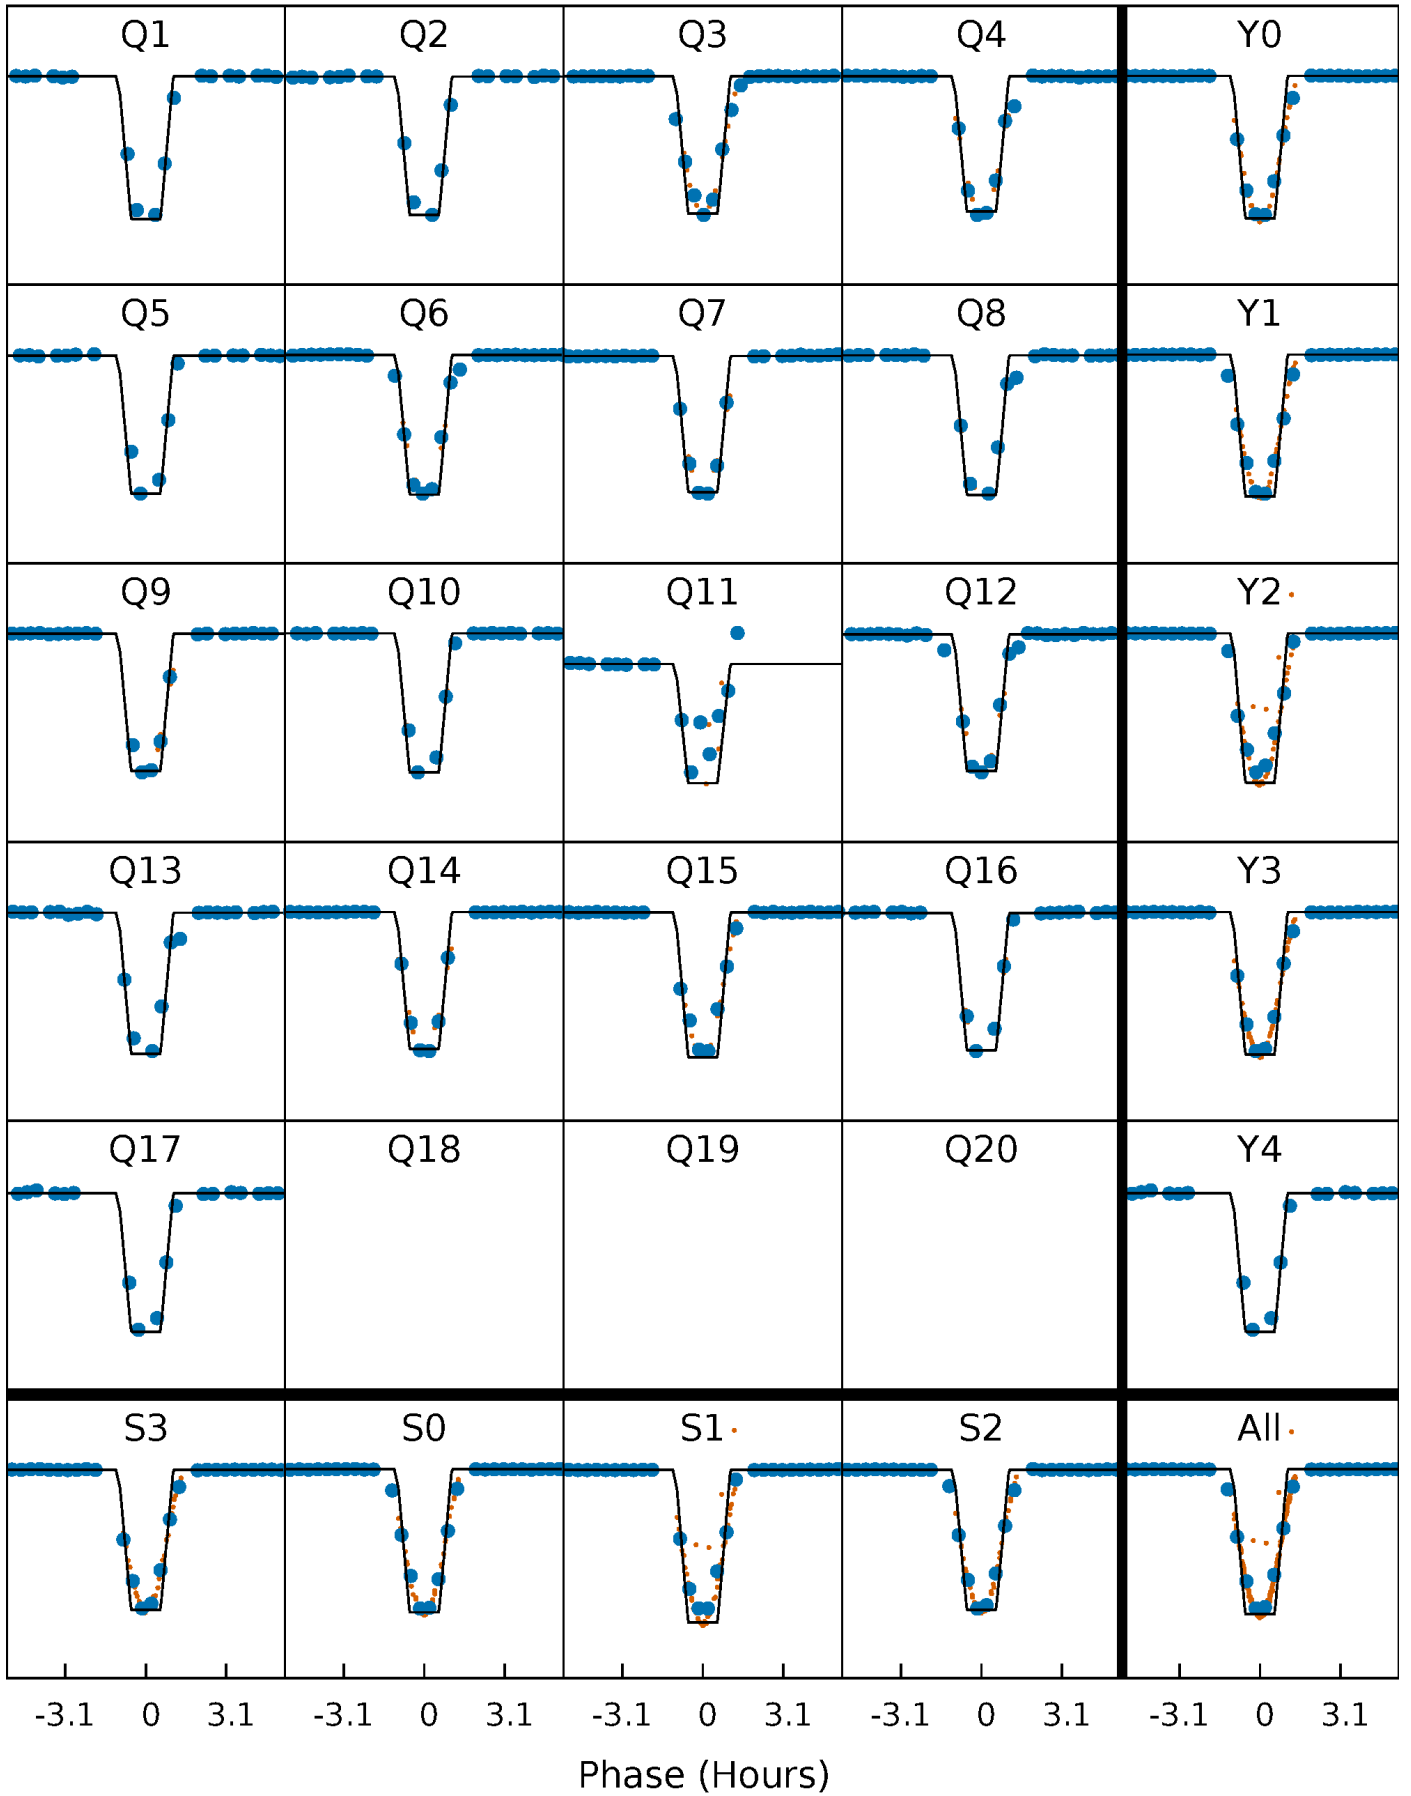 Q1 Q2 Q3 Q4 Y0
Q5 Q6 Q7 Q8 Y1
Q9 Q10 Q11 Q12 Y2
Q13 Q14 Q15 Q16 Y3
Q17 Q18 Q19 Q20 Y4
S3 S0 S1 S2 All
-3.1 0 3.1 -3.1 0 3.1 -3.1 0 3.1 -3.1 0 3.1 -3.1 0 3.1
Phase (Hours)